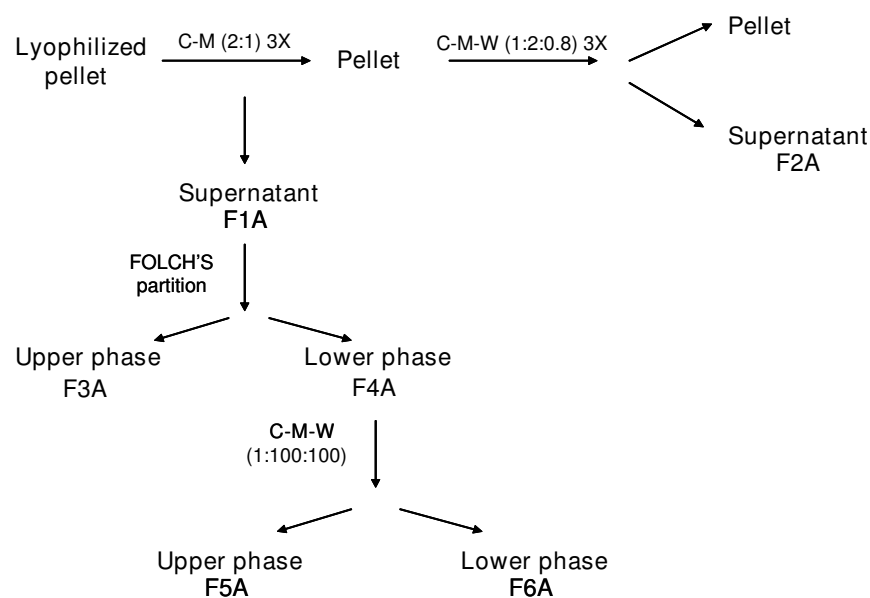 Lyophilized
pellet
C-M (2:1) 3X
Pellet
C-M-W (1:2:0.8) 3X
Pellet
Supernatant
F2A
Supernatant
F1A
FOLCH'S
partition
Upper phase
F3A
Lower phase
F4A
C-M-W
(1:100:100)
Upper phase
F5A
Lower phase
F6A